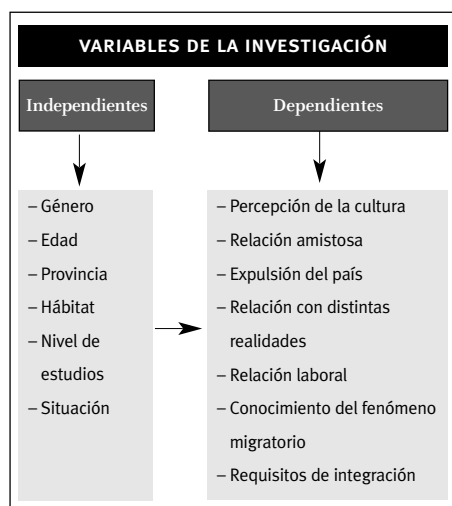 VARIABLES DE LA INVESTIGACIÓN
Independientes
– Género
– Edad
– Provincia
– Hábitat
– Nivel de
estudios
– Situación
Dependientes
– Percepción de la cultura
– Relación amistosa
– Expulsión del país
– Relación con distintas
realidades
– Relación laboral
– Conocimiento del fenómeno
migratorio
– Requisitos de integración